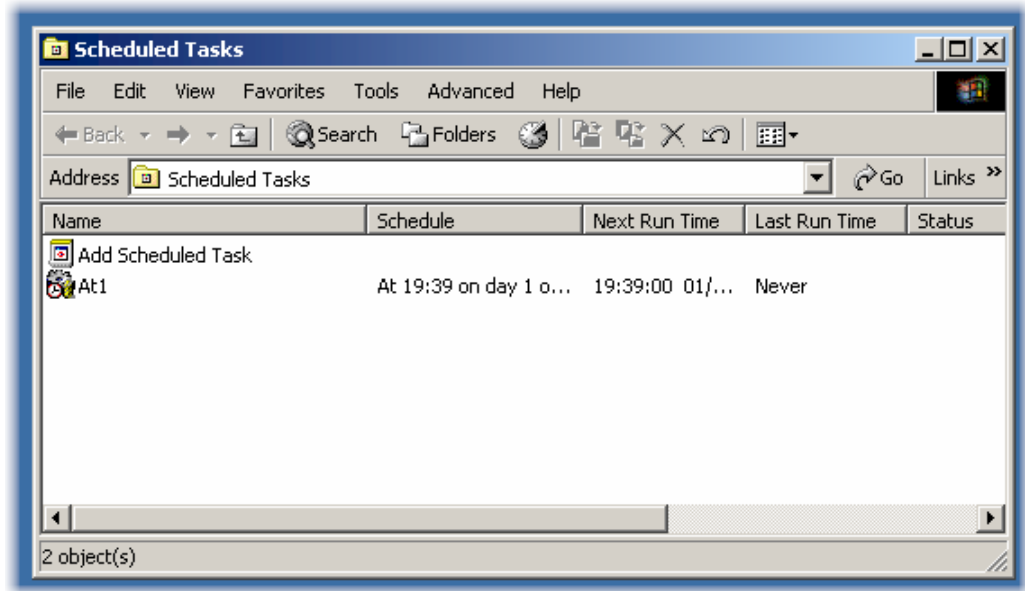 Scheduled Tasks
File Edit View Favorites Tools Advanced Help
Back Search Folders
Address Scheduled Tasks Go Links »
Name Schedule Next Run Time Last Run Time Status
Add Scheduled Task
At1 At 19:39 on day 1 o... 19:39:00 01/... Never
2 object(s)